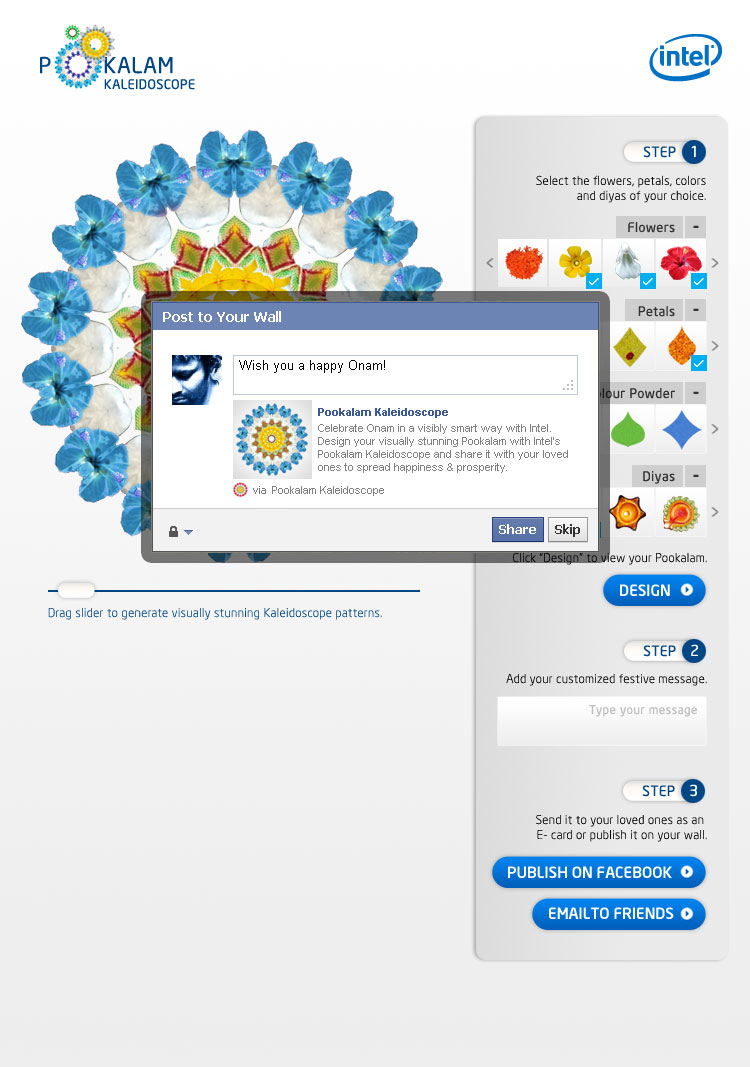 POKALAM
KALEIDOSCOPE
intel
STEP 1
Select the flowers, petals, colors
and diyas of your choice.
Flowers -
< >
Petals -
>
lour Powder -
>
Diyas -
>
Post to Your Wall
Wish you a happy Onam!
Pookalam Kaleidoscope
Celebrate Onam in a visibly smart way with Intel.
Design your visually stunning Pookalam with Intel's
Pookalam Kaleidoscope and share it with your loved
ones to spread happiness & prosperity.
via Pookalam Kaleidoscope
Share Skip
Click "Design" to view your Pookalam.
DESIGN
Drag slider to generate visually stunning Kaleidoscope patterns.
STEP 2
Add your customized festive message.
Type your message
STEP 3
Send it to your loved ones as an
E- card or publish it on your wall.
PUBLISH ON FACEBOOK
EMAILTO FRIENDS